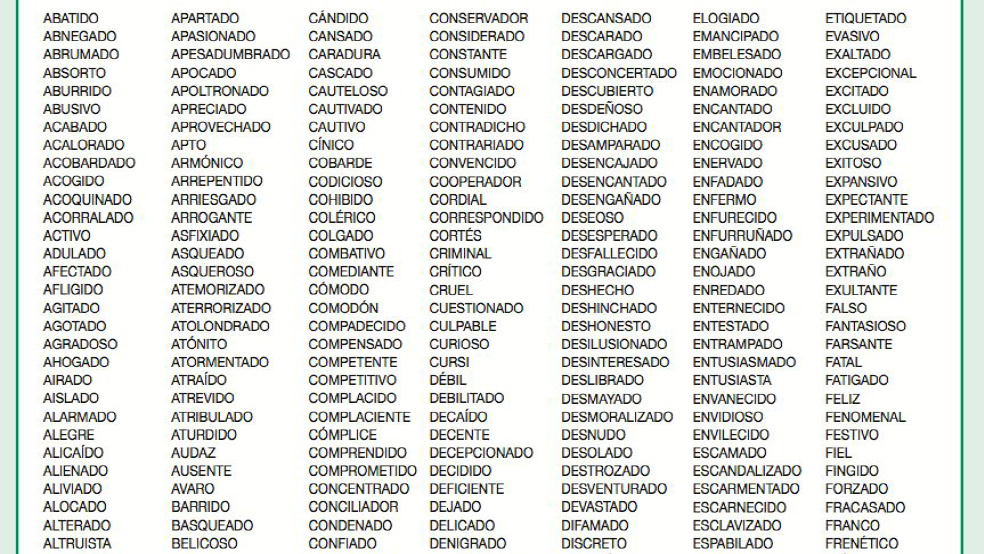 ABATIDO APARTADO CÁNDIDO CONSERVADOR DESCANSADO ELOGIADO ETIQUETADO
ABNEGADO APASIONADO CANSADO CONSIDERADO DESCARADO EMANCIPADO EVASIVO
ABRUMADO APESADUMBRADO CARADURA CONSTANTE DESCARGADO EMBELESADO EXALTADO
ABSORTO APOCADO CASCADO CONSUMIDO DESCONCERTADO EMOCIONADO EXCEPCIONAL
ABURRIDO APOLTRONADO CAUTELOSO CONTAGIADO DESCUBIERTO ENAMORADO EXCITADO
ABUSIVO APRECIADO CAUTIVADO CONTENIDO DESDEÑOSO ENCANTADO EXCLUIDO
ACABADO APROVECHADO CAUTIVO CONTRADICHO DESDICHADO ENCANTADOR EXCULPADO
ACALORADO APTO CÍNICO CONTRARIADO DESAMPARADO ENCOGIDO EXCUSADO
ACOBARDADO ARMÓNICO COBARDE CONVENCIDO DESENCAJADO ENERVADO EXITOSO
ACOGIDO ARREPENTIDO CODICIOSO COOPERADOR DESENCANTADO ENFADADO EXPANSIVO
ACOQUINADO ARRIESGADO COHIBIDO CORDIAL DESENGAÑADO ENFERMO EXPECTANTE
ACORRALADO ARROGANTE COLÉRICO CORRESPONDIDO DESEOSO ENFURECIDO EXPERIMENTADO
ACTIVO ASFIXIADO COLGADO CORTÉS DESESPERADO ENFURRUÑADO EXPULSADO
ADULADO ASQUEADO COMBATIVO CRIMINAL DESFALLECIDO ENGAÑADO EXTRAÑADO
AFECTADO ASQUEROSO COMEDIANTE CRÍTICO DESGRACIADO ENOJADO EXTRAÑO
AFLIGIDO ATEMORIZADO CÓMODO CRUEL DESHECHO ENREDADO EXULTANTE
AGITADO ATERRORIZADO COMODÓN CUESTIONADO DESHINCHADO ENTERNECIDO FALSO
AGOTADO ATOLONDRADO COMPADECIDO CULPABLE DESHONESTO ENTESTADO FANTASIOSO
AGRADOSO ATÓNITO COMPENSADO CURIOSO DESILUSIONADO ENTRAMPADO FARSANTE
AHOGADO ATORMENTADO COMPETENTE CURSI DESINTERESADO ENTUSIASMADO FATAL
AIRADO ATRAÍDO COMPETITIVO DÉBIL DESLIBRADO ENTUSIASTA FATIGADO
AISLADO ATREVIDO COMPLACIDO DEBILITADO DESMAYADO ENVANECIDO FELIZ
ALARMADO ATRIBULADO COMPLACIENTE DECAÍDO DESMORALIZADO ENVIDIOSO FENOMENAL
ALEGRE ATURDIDO CÓMPLICE DECENTE DESNUDO ENVILECIDO FESTIVO
ALICAÍDO AUDAZ COMPRENDIDO DECEPCIONADO DESOLADO ESCAMADO FIEL
ALIENADO AUSENTE COMPROMETIDO DECIDIDO DESTROZADO ESCANDALIZADO FINGIDO
ALIVIADO AVARO CONCENTRADO DEFICIENTE DESVENTURADO ESCARMENTADO FORZADO
ALOCADO BARRIDO CONCILIADOR DEJADO DEVASTADO ESCARNECIDO FRACASADO
ALTERADO BASQUEADO CONDENADO DELICADO DIFAMADO ESCLAVIZADO FRANCO
ALTRUISTA BELICOSO CONFIADO DENIGRADO DISCRETO ESPABILADO FRENÉTICO